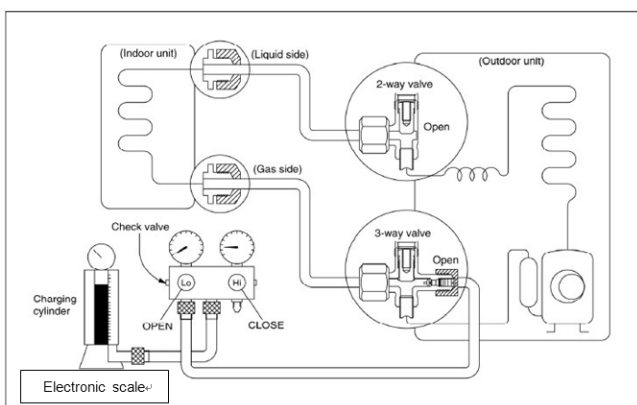 (Indoor unit)
(Liquid side)
(Outdoor unit)
2-way valve
Open
(Gas side)
3-way valve
Open
Check valve
Lo
Hi
OPEN
CLOSE
Charging
cylinder
Electronic scale